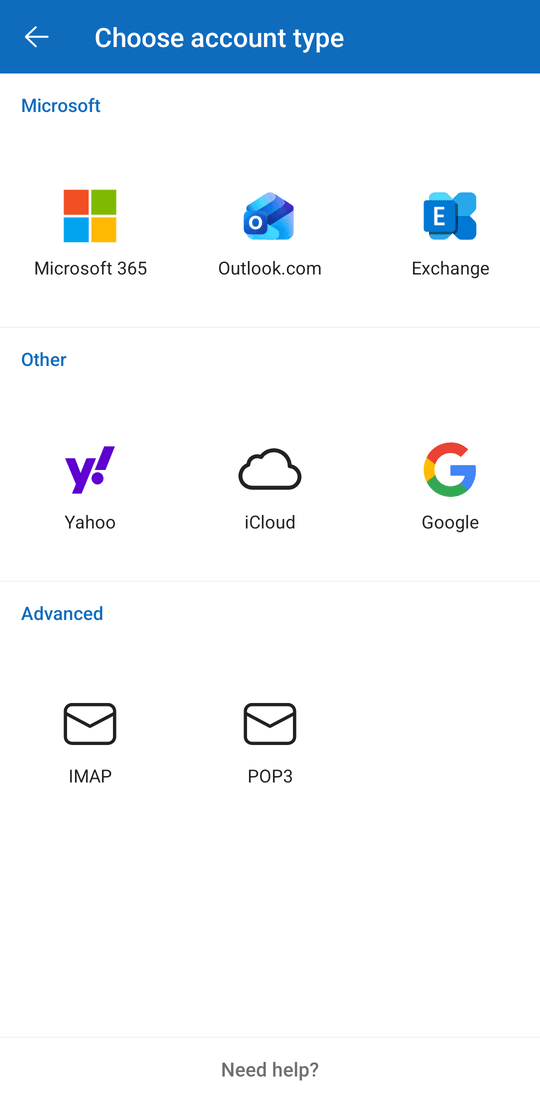 Choose account type
Microsoft
Microsoft 365 Outlook.com Exchange
Other
Yahoo iCloud Google
Advanced
IMAP POP3
Need help?